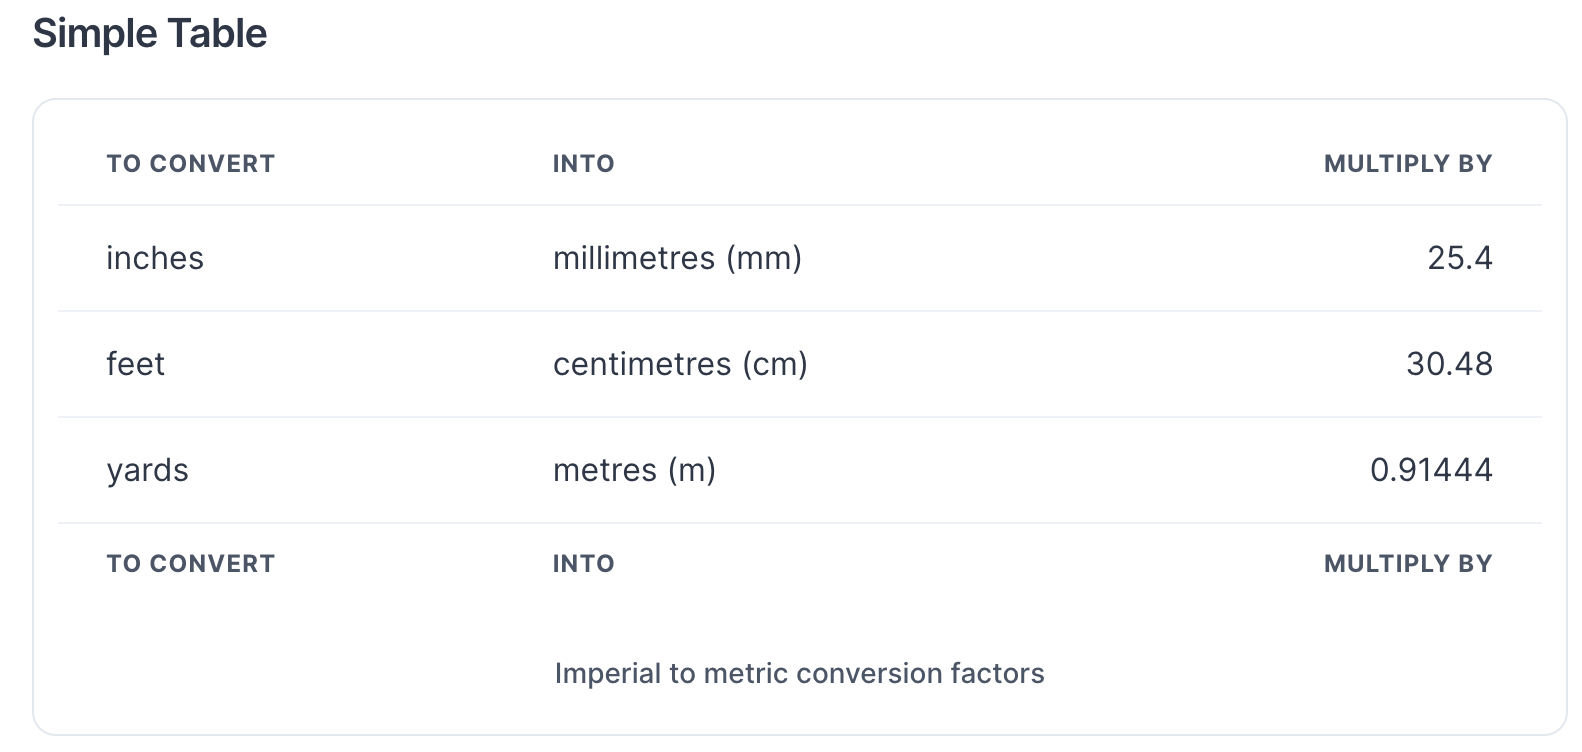 Simple Table
TO CONVERT INTO MULTIPLY BY
inches millimetres (mm) 25.4
feet centimetres (cm) 30.48
yards metres (m) 0.91444
TO CONVERT INTO MULTIPLY BY
Imperial to metric conversion factors